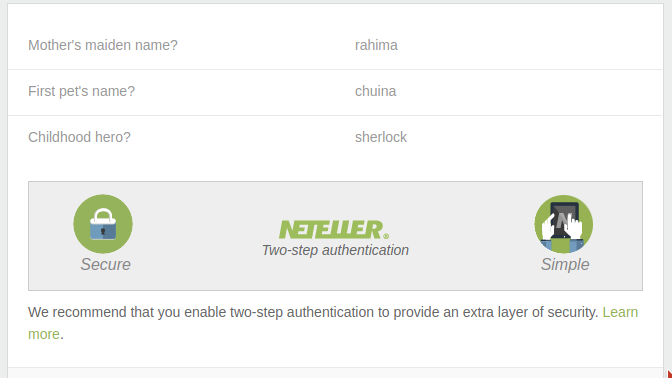 Mother's maiden name? rahima
First pet's name? chuina
Childhood hero? sherlock
NETELLER®
Two-step authentication
Secure
Simple
We recommend that you enable two-step authentication to provide an extra layer of security. Learn
more.